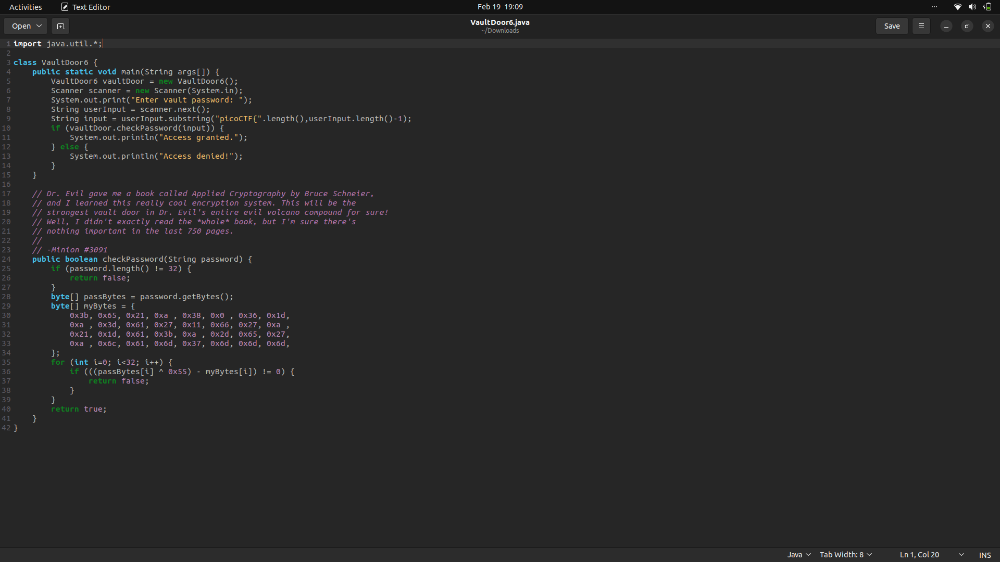 Activities Text Editor Feb 19 19:09 ...
Open VaultDoor6.java Save
~/Downloads
1 import java.util.*;
2
3 class VaultDoor6 {
4     public static void main(String args[]) {
5         VaultDoor6 vaultDoor = new VaultDoor6();
6         Scanner scanner = new Scanner(System.in);
7         System.out.print("Enter vault password: ");
8         String userInput = scanner.next();
9         String input = userInput.substring("picoCTF{".length(),userInput.length()-1);
10         if (vaultDoor.checkPassword(input)) {
11             System.out.println("Access granted.");
12         } else {
13             System.out.println("Access denied!");
14         }
15     }
16
17     // Dr. Evil gave me a book called Applied Cryptography by Bruce Schneier,
18     // and I learned this really cool encryption system. This will be the
19     // strongest vault door in Dr. Evil's entire evil volcano compound for sure!
20     // Well, I didn't exactly read the *whole* book, but I'm sure there's
21     // nothing important in the last 750 pages.
22     //
23     // -Minion #3091
24     public boolean checkPassword(String password) {
25         if (password.length() != 32) {
26             return false;
27         }
28         byte[] passBytes = password.getBytes();
29         byte[] myBytes = {
30             0x3b, 0x65, 0x21, 0xa , 0x38, 0x0 , 0x36, 0x1d,
31             0xa , 0x3d, 0x61, 0x27, 0x11, 0x66, 0x27, 0xa ,
32             0x21, 0x1d, 0x61, 0x3b, 0xa , 0x2d, 0x65, 0x27,
33             0xa , 0x6c, 0x61, 0x6d, 0x37, 0x6d, 0x6d, 0x6d,
34         };
35         for (int i=0; i<32; i++) {
36             if (((passBytes[i] ^ 0x55) - myBytes[i]) != 0) {
37                 return false;
38             }
39         }
40         return true;
41     }
42 }
Java Tab Width: 8 Ln 1, Col 20 INS